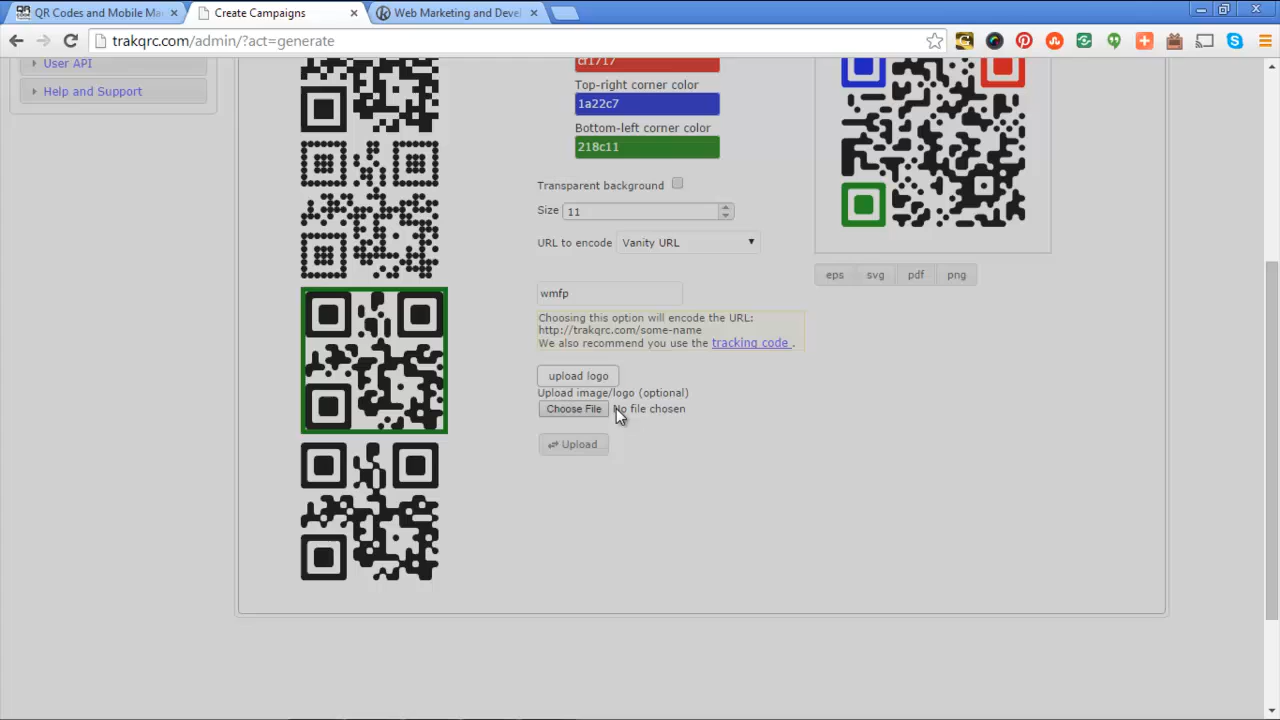 QR Codes and Mobile Ma
Create Campaigns
Web Marketing and Devel
trakqrc.com/admin/?act=generate
User API
Help and Support
cf1717
Top-right corner color
1a22c7
Bottom-left corner color
218c11
Transparent background
Size 11
URL to encode Vanity URL
eps svg pdf png
wmfp
Choosing this option will encode the URL:
http://trakqrc.com/some-name
We also recommend you use the tracking code .
upload logo
Upload image/logo (optional)
Choose File No file chosen
Upload